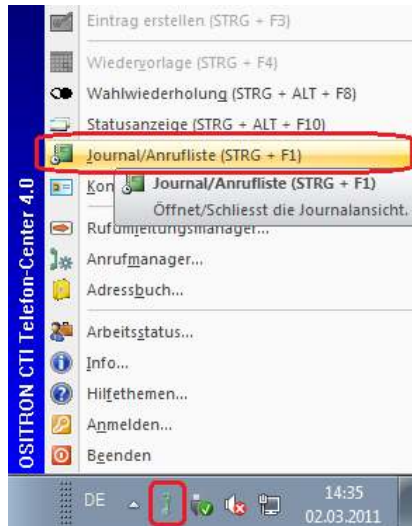 Eintrag erstellen (STRG + F3)
Wiedervorlage (STRG + F4)
Wahlwiederholung (STRG + ALT + F8)
Statusanzeige (STRG + ALT + F10)
Journal/Anrufliste (STRG + F1)
Kon
Journal/Anrufliste (STRG + F1)
Öffnet/Schliesst die Journalansicht.
Rufumleitungsmanager...
Anrufmanager...
Adressbuch...
Arbeitsstatus...
Info...
Hilfethemen...
Anmelden...
Beenden
OSITRON CTI Telefon-Center 4.0
DE
14:35
02.03.2011